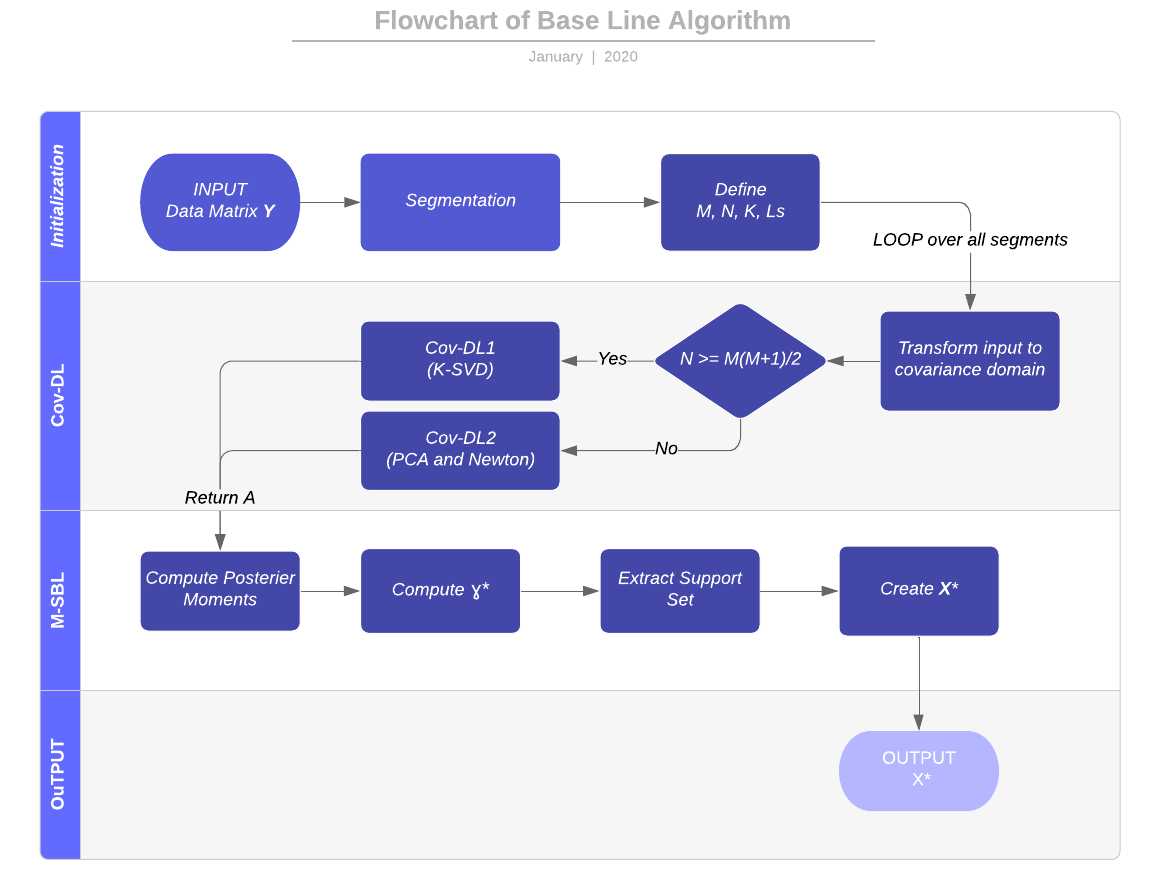 Flowchart of Base Line Algorithm
January | 2020
Initialization
INPUT
Data Matrix Y
Segmentation
Define
M, N, K, Ls
LOOP over all segments
Cov-DL
Transform input to
covariance domain
N >= M(M+1)/2
Yes
Cov-DL1
(K-SVD)
No
Cov-DL2
(PCA and Newton)
Return A
M-SBL
Compute Posterier
Moments
Compute ɣ*
Extract Support
Set
Create X*
OuTPUT
OUTPUT
X*